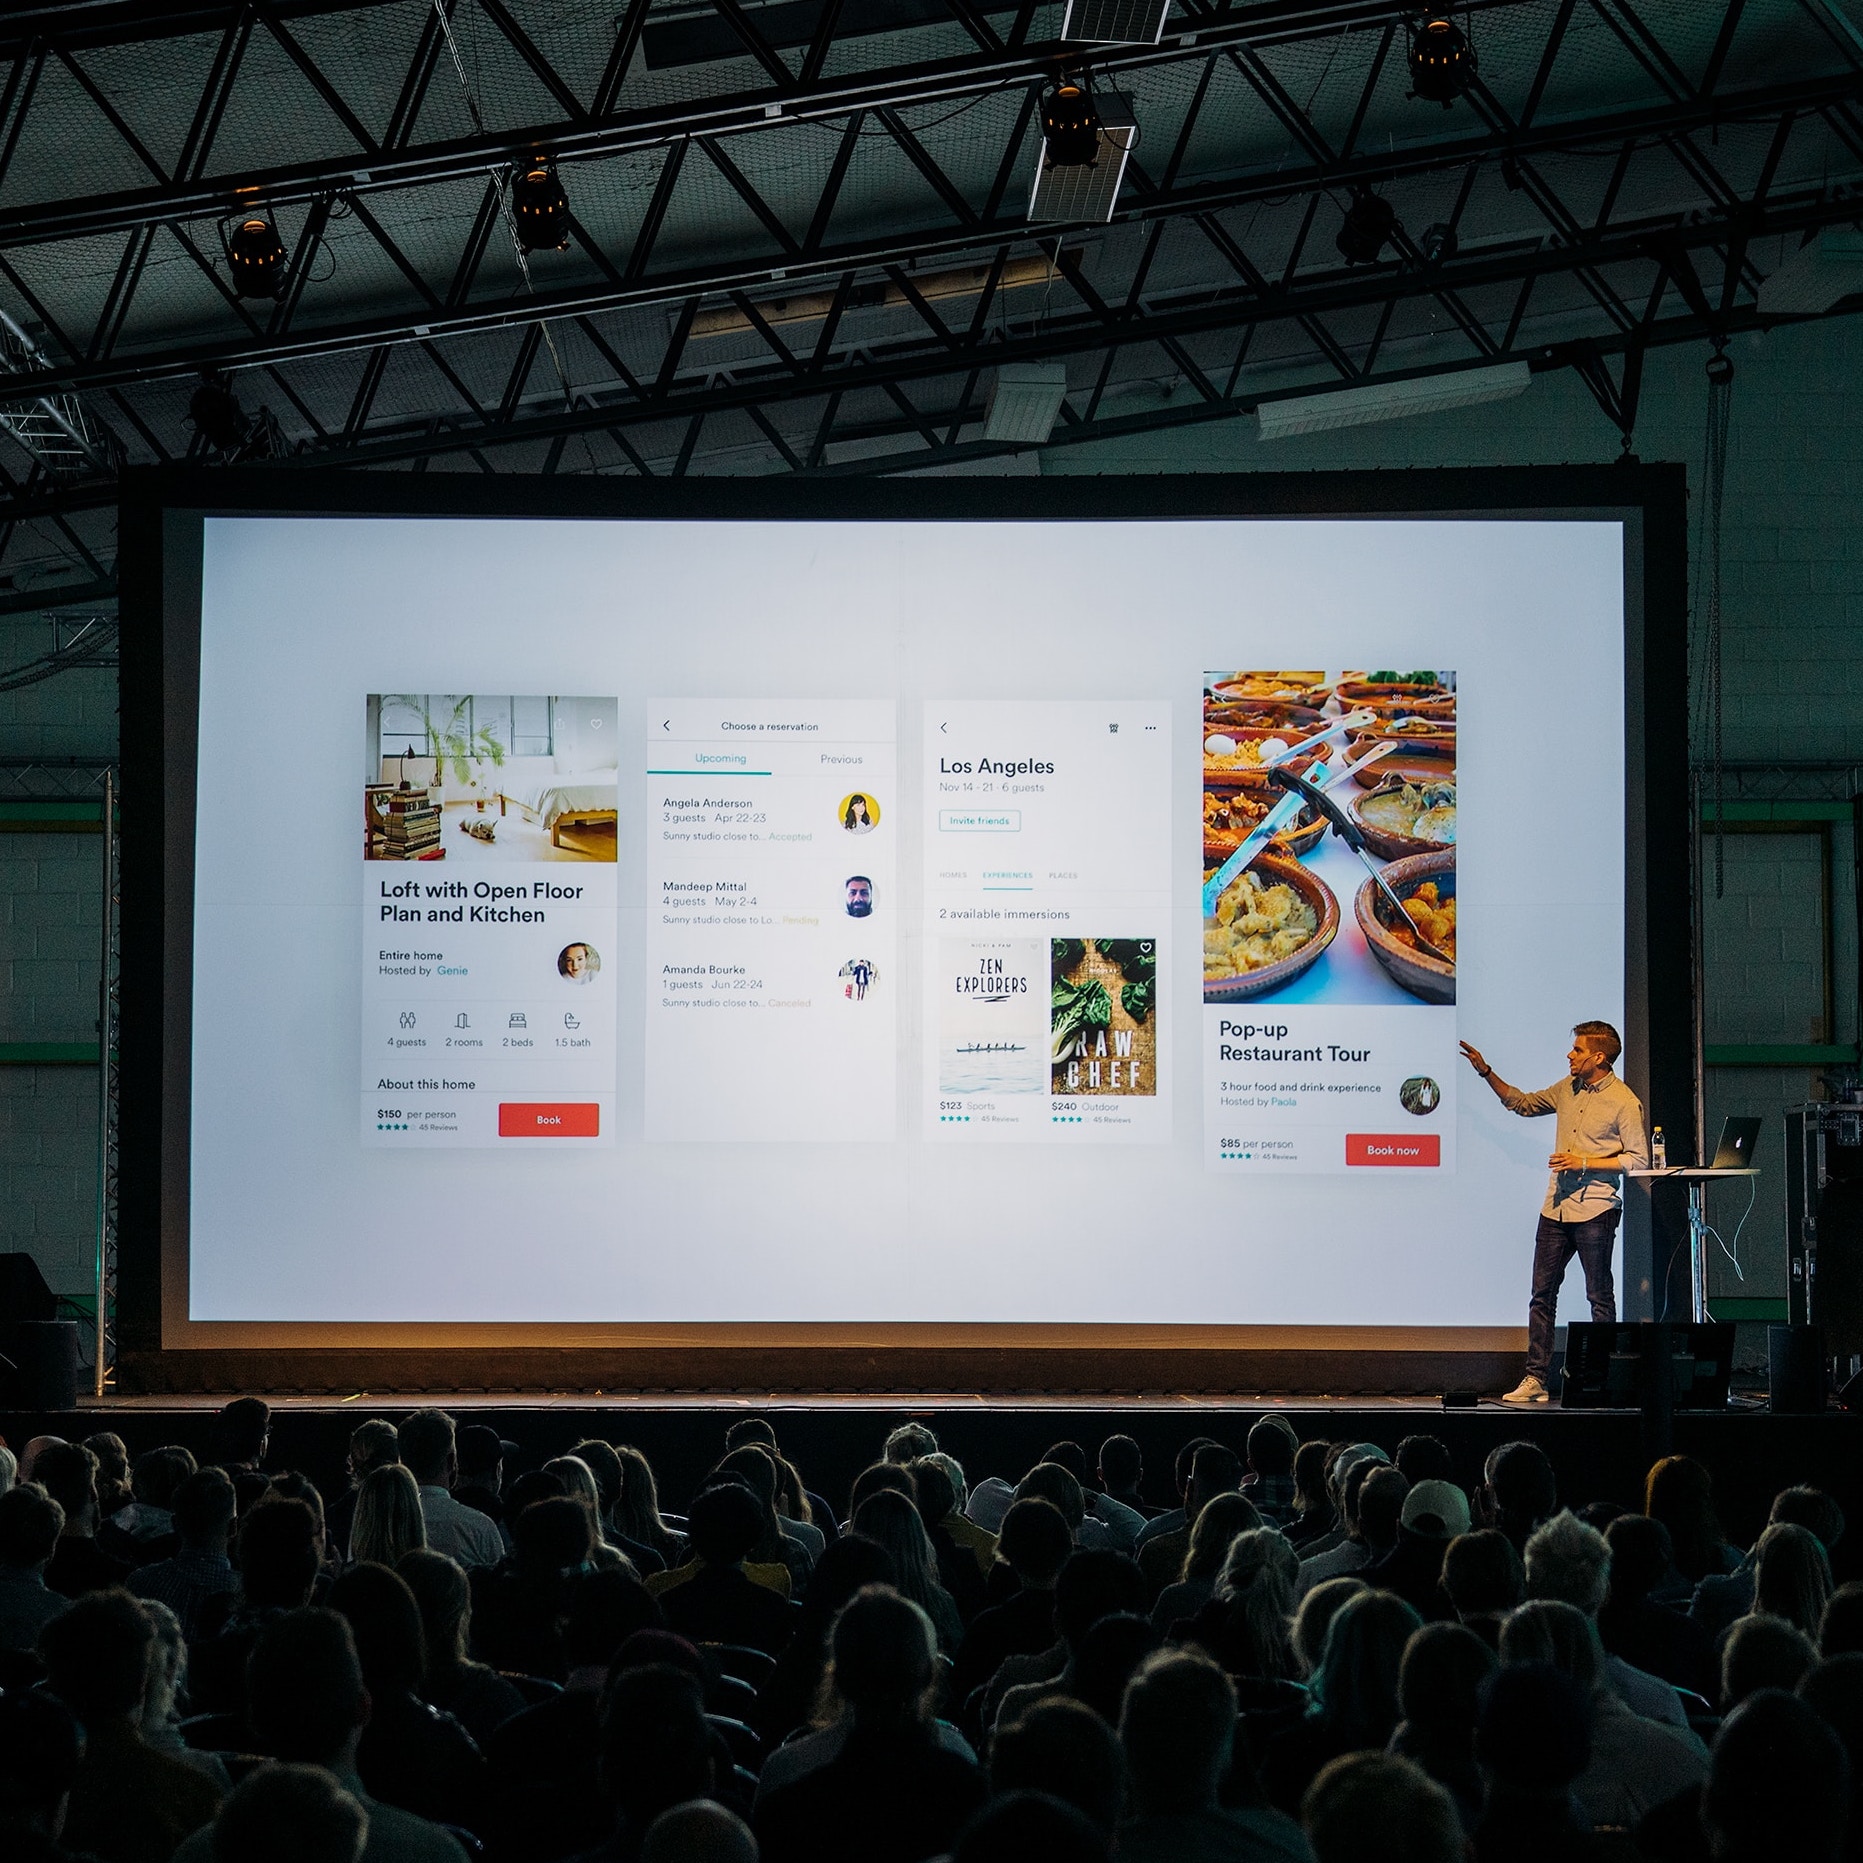 Loft with Open Floor
Plan and Kitchen
Entire home
Hosted by Genie
4 guests 2 rooms 2 beds 1.5 bath
About this home
$150 per person
45 Reviews
Book
Choose a reservation
Upcoming Previous
Angela Anderson
3 guests Apr 22-23
Sunny studio close to... Accepted
Mandeep Mittal
4 guests May 2-4
Sunny studio close to Lo... Pending
Amanda Bourke
1 guests Jun 22-24
Sunny studio close to... Canceled
Los Angeles
Nov 14 - 21 · 6 guests
Invite friends
HOMES EXPERIENCES PLACES
2 available immersions
NICKI & PAM
ZEN
EXPLORERS
$123 Sports
45 Reviews
RAW
CHEF
$240 Outdoor
45 Reviews
Pop-up
Restaurant Tour
3 hour food and drink experience
Hosted by Paola
$85 per person
45 Reviews
Book now